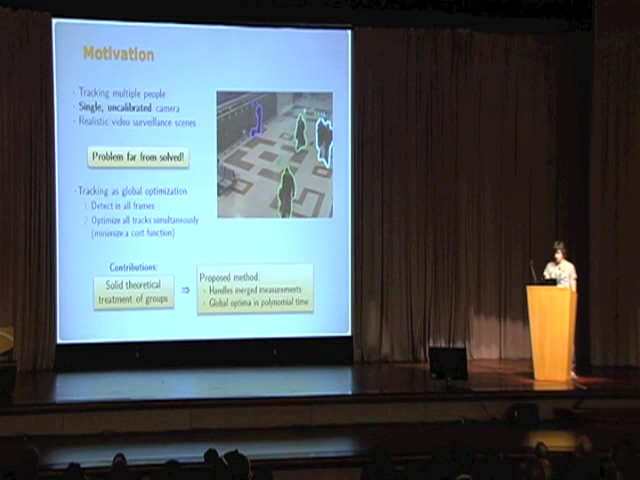 Motivation
- Tracking multiple people
- Single, uncalibrated camera
- Realistic video surveillance scenes
Problem far from solved!
- Tracking as global optimization
1. Detect in all frames
2. Optimize all tracks simultaneously
(minimize a cost function)
Contributions:
Solid theoretical
treatment of groups
⇒
Proposed method:
- Handles merged measurements
- Global optima in polynomial time